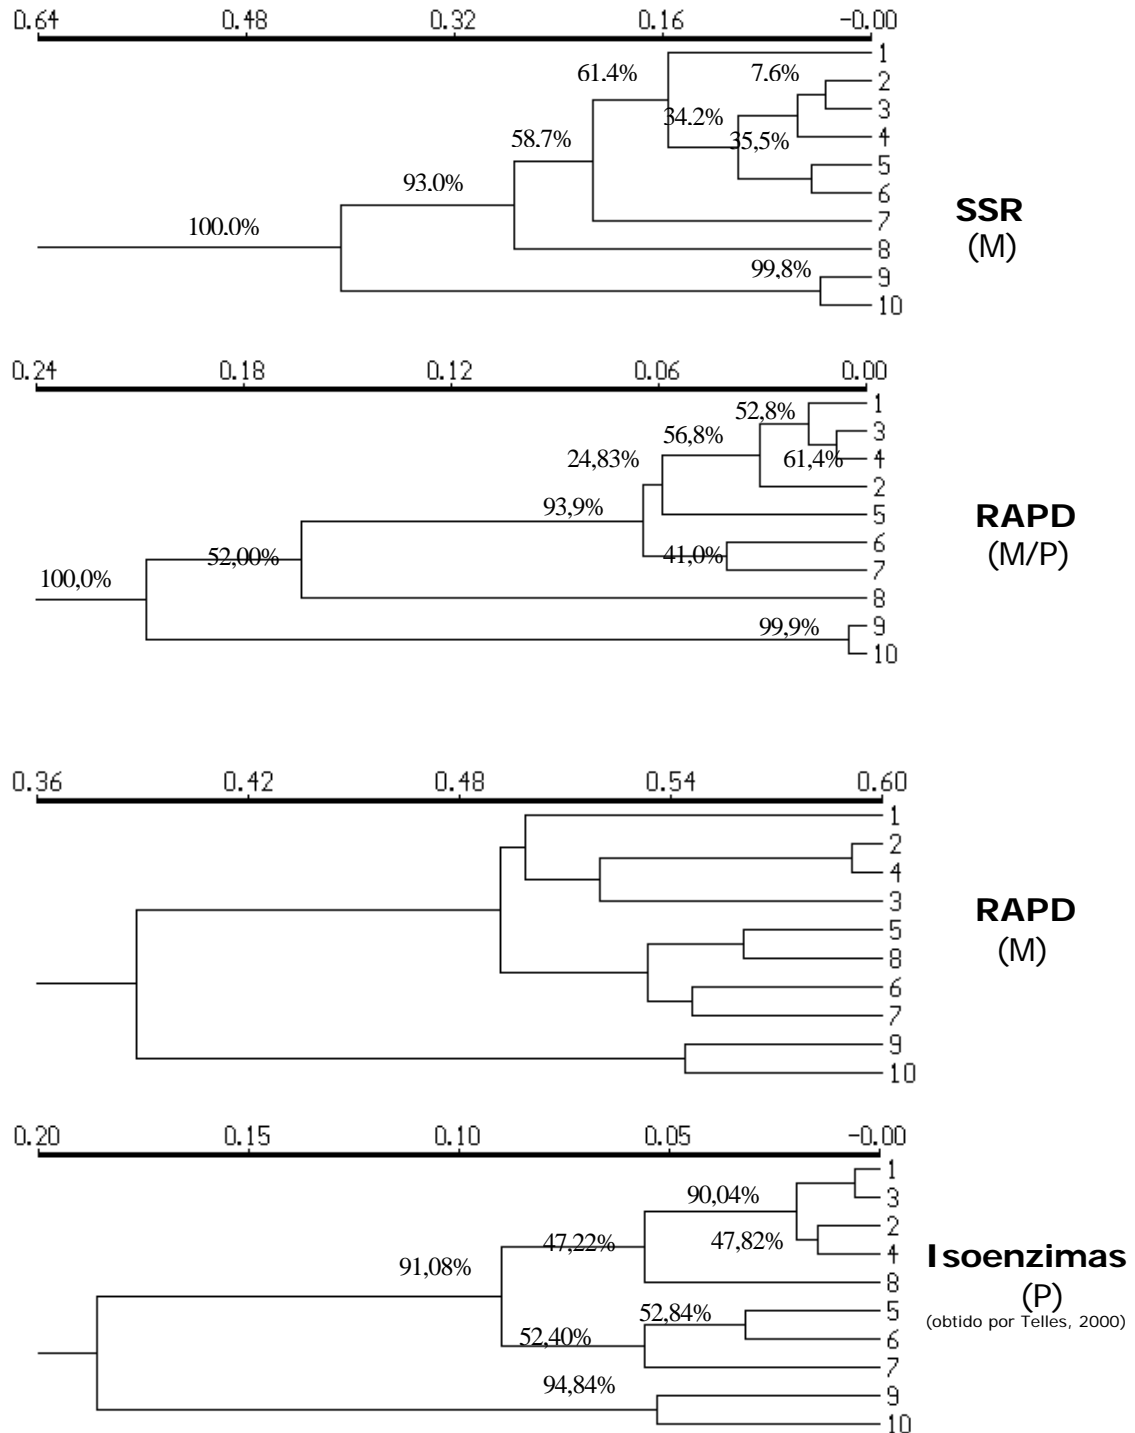 0.64 0.48 0.32 0.16 -0.00
1
61.4% 7.6% 2
3
34.2%
58.7% 35,5% 4
5
93.0% 6
SSR
7
100.0% (M)
8
99,8% 9
10
0.24 0.18 0.12 0.06 0.00
1
52,8%
56,8% 3
24,83% 61,4% 4
2
93,9% 5
RAPD
6
52,00% 41,0% (M/P)
7
100,0%
8
99,9% 9
10
0.36 0.42 0.48 0.54 0.60
1
2
4
3
RAPD
5
(M)
8
6
7
9
10
0.20 0.15 0.10 0.05 -0.00
1
90,04% 3
2
47,22% 47,82% 4
Isoenzimas
91,08% 8
(P)
52,84% 5
(obtido por Telles, 2000)
52,40% 6
7
94,84% 9
10